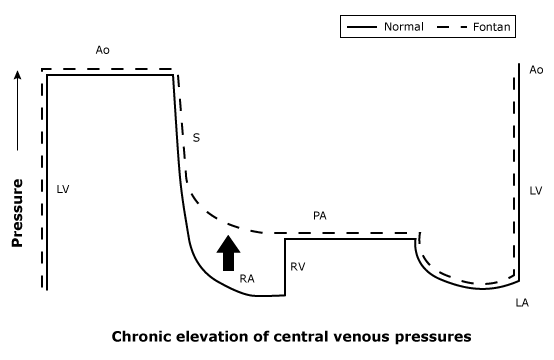 Normal Fontan
Ao
Ao
S
LV
LV
PA
Pressure
RA
RV
LA
Chronic elevation of central venous pressures